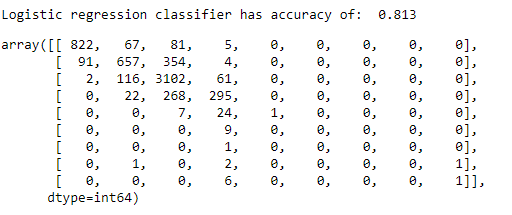 Logistic regression classifier has accuracy of:  0.813
array([[ 822,   67,   81,    5,    0,    0,    0,    0,    0],
       [  91,  657,  354,    4,    0,    0,    0,    0,    0],
       [   2,  116, 3102,   61,    0,    0,    0,    0,    0],
       [   0,   22,  268,  295,    0,    0,    0,    0,    0],
       [   0,    0,    7,   24,    1,    0,    0,    0,    0],
       [   0,    0,    0,    9,    0,    0,    0,    0,    0],
       [   0,    0,    0,    1,    0,    0,    0,    0,    0],
       [   0,    1,    0,    2,    0,    0,    0,    0,    1],
       [   0,    0,    0,    6,    0,    0,    0,    0,    1]],
      dtype=int64)